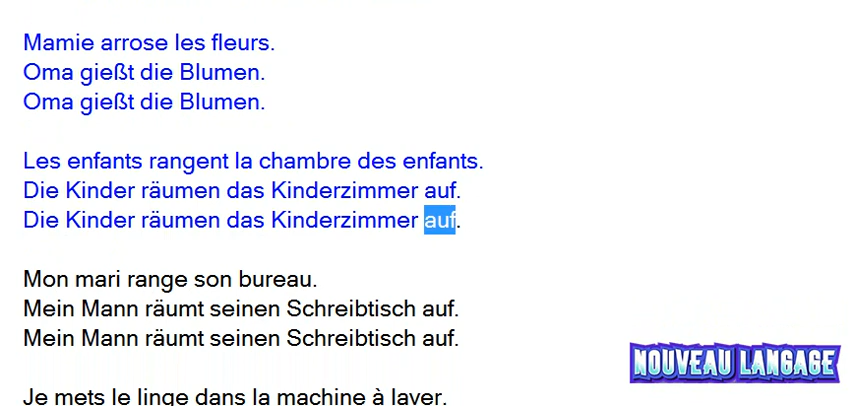 Mamie arrose les fleurs.
Oma gießt die Blumen.
Oma gießt die Blumen.
Les enfants rangent la chambre des enfants.
Die Kinder räumen das Kinderzimmer auf.
Die Kinder räumen das Kinderzimmer auf.
Mon mari range son bureau.
Mein Mann räumt seinen Schreibtisch auf.
Mein Mann räumt seinen Schreibtisch auf.
NOUVEAU LANGAGE
Je mets le linge dans la machine à laver.